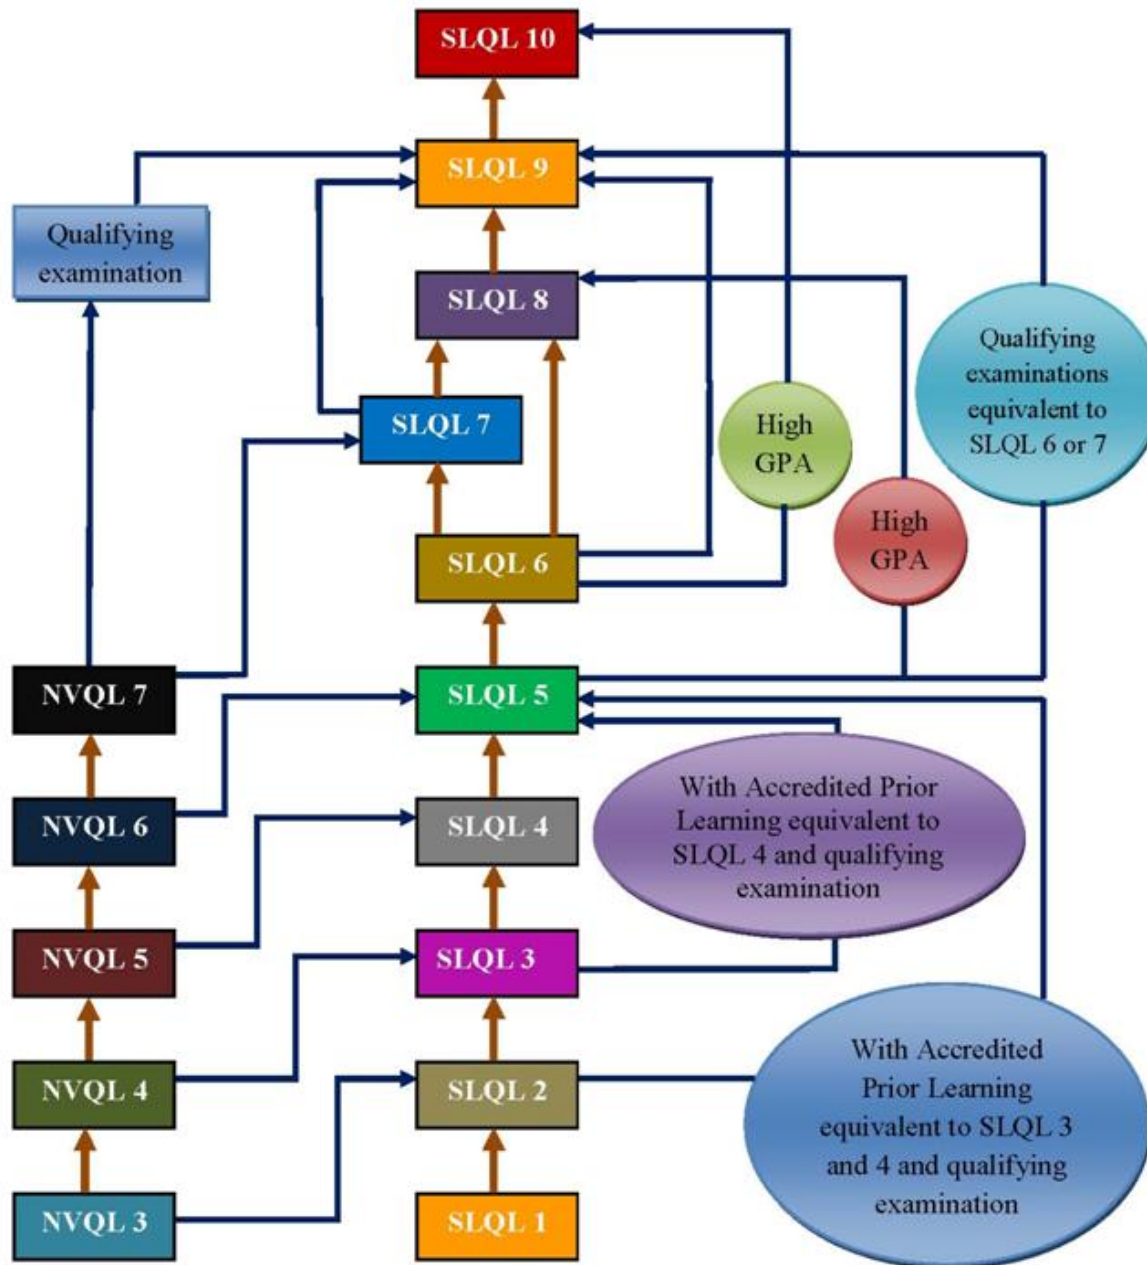 SLQL 10
SLQL 9
Qualifying
examination
SLQL 8
Qualifying
examinations
equivalent to
SLQL 6 or 7
SLQL 7
High
GPA
High
GPA
SLQL 6
NVQL 7
SLQL 5
With Accredited Prior
Learning equivalent to
SLQL 4 and qualifying
examination
NVQL 6
SLQL 4
NVQL 5
SLQL 3
With Accredited
Prior Learning
equivalent to SLQL 3
and 4 and qualifying
examination
NVQL 4
SLQL 2
NVQL 3
SLQL 1